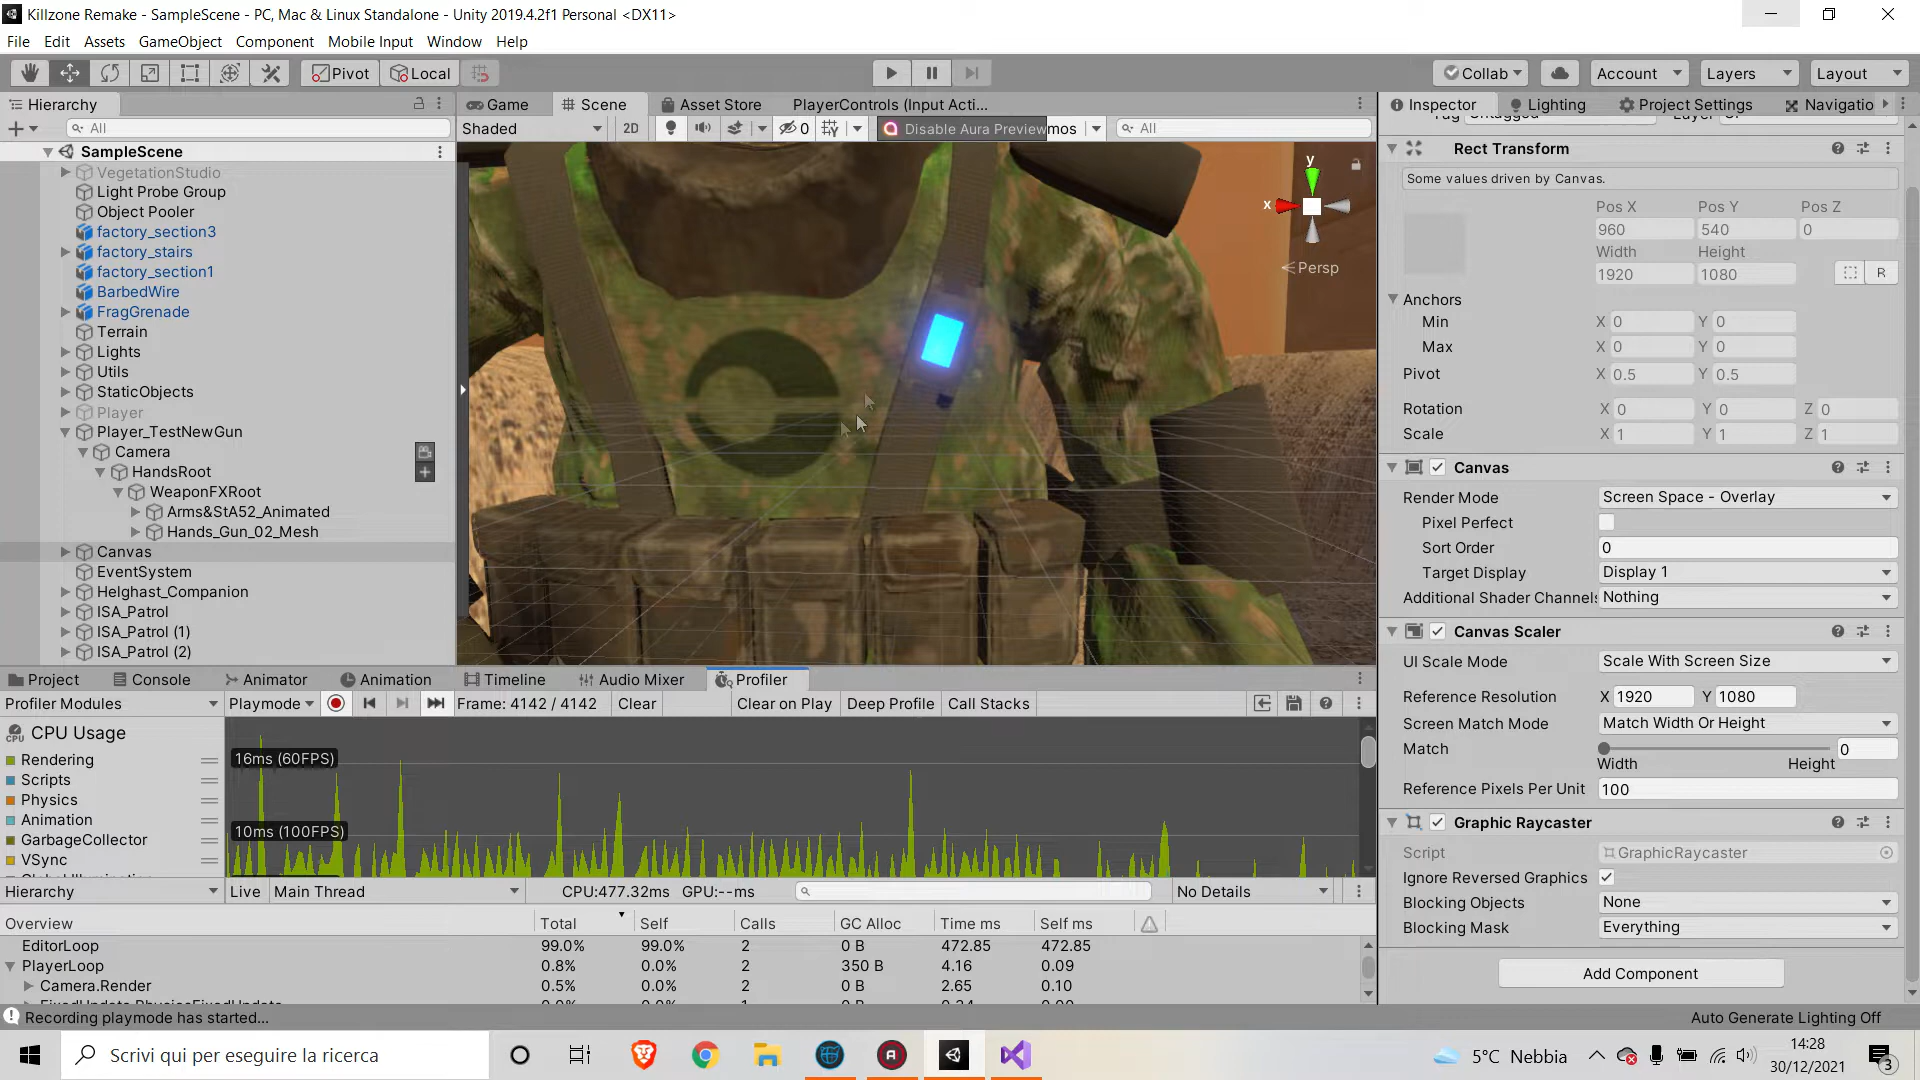 Killzone Remake - SampleScene - PC, Mac & Linux Standalone - Unity 2019.4.2f1 Personal <DX11>
File Edit Assets GameObject Component Mobile Input Window Help
Pivot Local Collab Account Layers Layout
Hierarchy
All
SampleScene
VegetationStudio
Light Probe Group
Object Pooler
factory_section3
factory_stairs
factory_section1
BarbedWire
FragGrenade
Terrain
Lights
Utils
StaticObjects
Player
Player_TestNewGun
Camera
HandsRoot
WeaponFXRoot
Arms&StA52_Animated
Hands_Gun_02_Mesh
Canvas
EventSystem
Helghast_Companion
ISA_Patrol
ISA_Patrol (1)
ISA_Patrol (2)
Game Scene Asset Store PlayerControls (Input Acti...
Shaded 2D 0 Disable Aura Preview mos All
y
x
Persp
Inspector Lighting Project Settings Navigatio
Rect Transform
Some values driven by Canvas.
Pos X Pos Y Pos Z
960 540 0
Width Height
1920 1080 R
Anchors
Min X 0 Y 0
Max X 0 Y 0
Pivot X 0.5 Y 0.5
Rotation X 0 Y 0 Z 0
Scale X 1 Y 1 Z 1
Canvas
Render Mode Screen Space - Overlay
Pixel Perfect
Sort Order 0
Target Display Display 1
Additional Shader Channels Nothing
Canvas Scaler
UI Scale Mode Scale With Screen Size
Reference Resolution X 1920 Y 1080
Screen Match Mode Match Width Or Height
Match 0
Width Height
Reference Pixels Per Unit 100
Graphic Raycaster
Script GraphicRaycaster
Ignore Reversed Graphics
Blocking Objects None
Blocking Mask Everything
Add Component
Project Console Animator Animation Timeline Audio Mixer Profiler
Profiler Modules Playmode Frame: 4142 / 4142 Clear Clear on Play Deep Profile Call Stacks
CPU Usage
Rendering
Scripts
Physics
Animation
GarbageCollector
VSync
16ms (60FPS)
10ms (100FPS)
Hierarchy Live Main Thread CPU:477.32ms GPU:--ms No Details
Overview Total Self Calls GC Alloc Time ms Self ms
EditorLoop 99.0% 99.0% 2 0 B 472.85 472.85
PlayerLoop 0.8% 0.0% 2 350 B 4.16 0.09
Camera.Render 0.5% 0.0% 2 0 B 2.65 0.10
Recording playmode has started...
Auto Generate Lighting Off
Scrivi qui per eseguire la ricerca
5°C Nebbia
14:28
30/12/2021
3